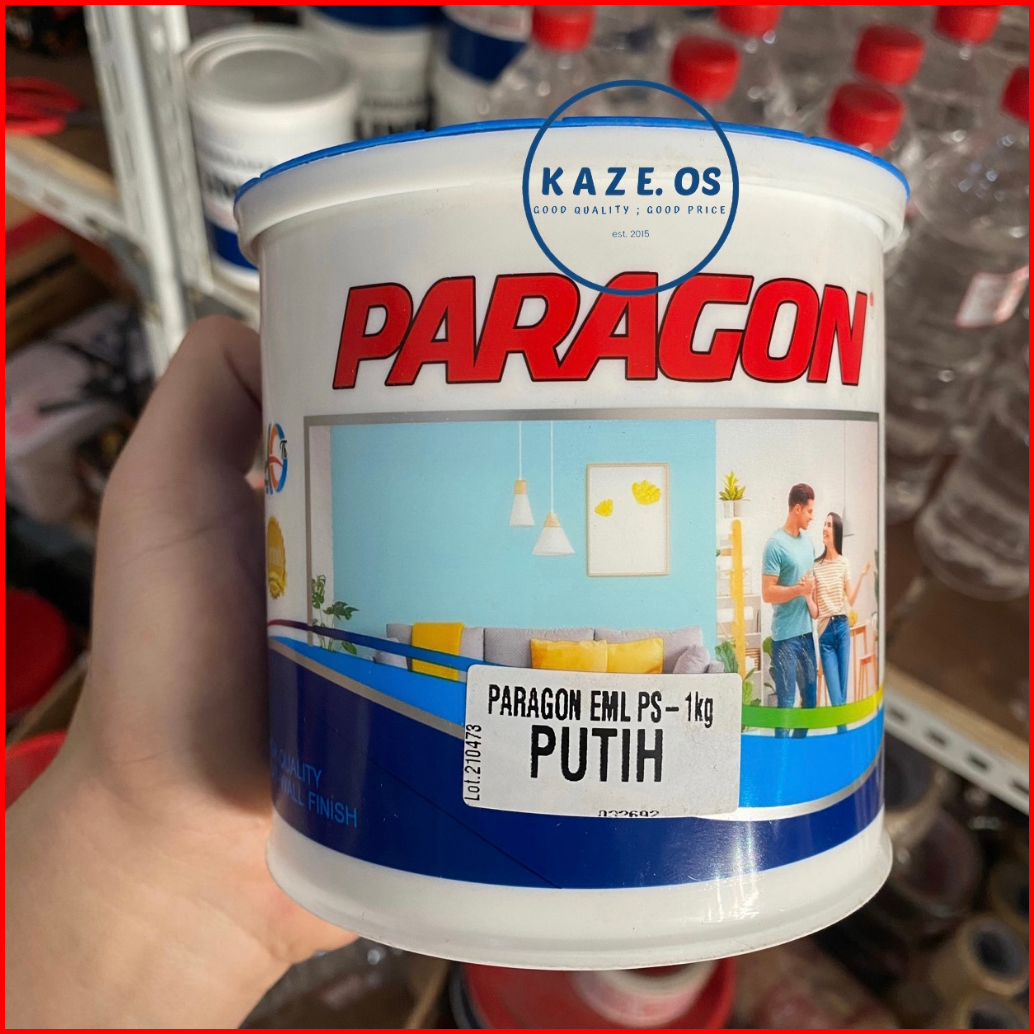 KAZE.OS
GOOD QUALITY ; GOOD PRICE
est. 2015
PARAGON
PARAGON EML PS-1kg
PUTIH
Lot.210473
032692
QUALITY
WALL FINISH